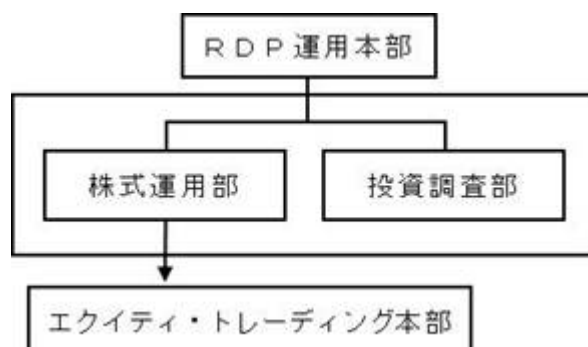 ＲＤＰ運用本部
株式運用部
投資調査部
エクイティ・トレーディング本部